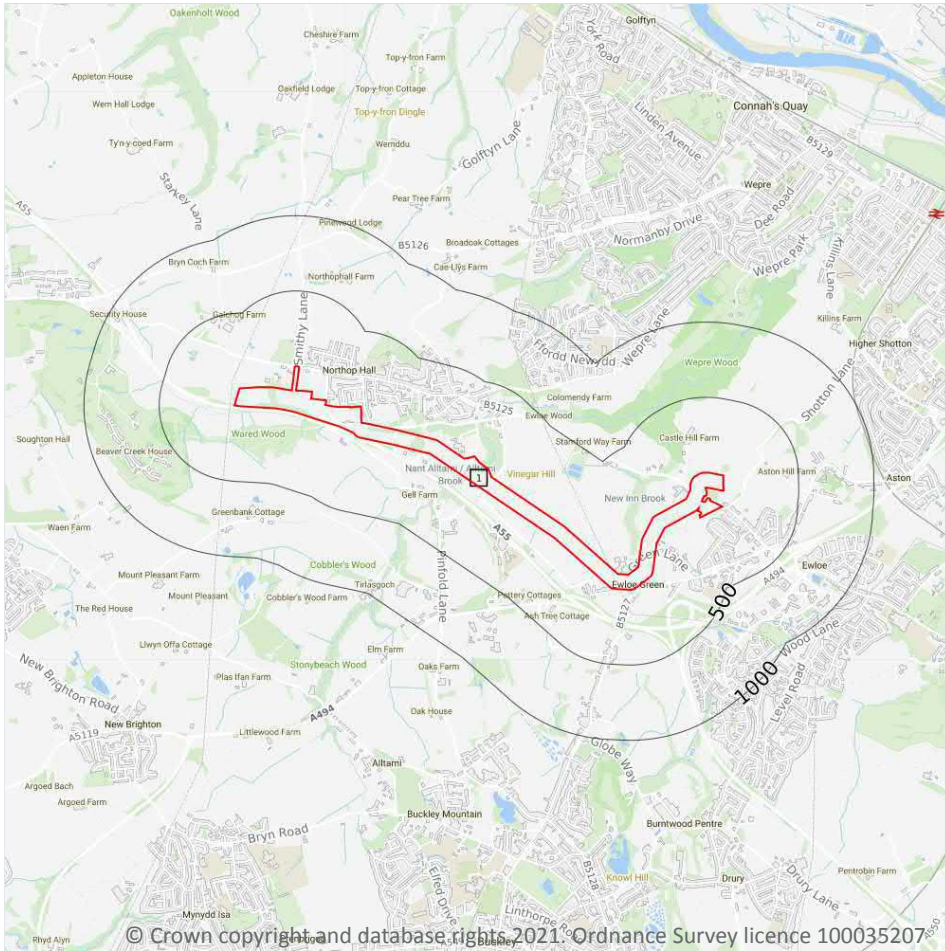 Oakenholt Wood
Golftyn
Cheshire Farm
York Road
Top-y-fron Farm
Appleton House
Oakfield Lodge
Top-y-fron Cottage
Wern Hall Lodge
Top-y-fron Dingle
Connah's Quay
Linden Avenue
Ty'n-y-coed Farm
Wernddu
B5129
Golftyn Lane
Starkey Lane
Wepre
Dee Road
A55
Pear Tree Farm
Pinewood Lodge
Normanby Drive
B5126
Broadoak Cottages
Wepre Park
Killins Lane
Bryn Coch Farm
Cae Llys Farm
Northophall Farm
Security House
Galchog Farm
Smithy Lane
Killins Farm
Wepre Lane
Ffordd Newydd
Higher Shotton
Wepre Wood
Northop Hall
Shotton Lane
B5125
Colomendy Farm
Ewloe Wood
Wared Wood
Stamford Way Farm
Castle Hill Farm
Soughton Hall
Beaver Creek House
Nant Alltami / Alltami
Brook
1
Vinegar Hill
Aston Hill Farm
Aston
Gell Farm
New Inn Brook
Greenbank Cottage
Waen Farm
A55
Green Lane
Cobbler's Wood
Pinfold Lane
Ewloe Green
A494
Ewloe
Mount Pleasant Farm
Tirlasgoch
Mount Pleasant
Cobbler's Wood Farm
Pottery Cottages
500
The Red House
Ash Tree Cottage
B5127
Llwyn Offa Cottage
Elm Farm
Wood Lane
Stonybeach Wood
Oaks Farm
1000
Level Road
New Brighton Road
Plas Ifan Farm
Oak House
A494
New Brighton
Littlewood Farm
A5119
Globe Way
Alltami
Argoed Bach
Argoed Farm
Buckley Mountain
Burntwood Pentre
Bryn Road
B5128
Elfed Drive
Knowl Hill
Drury
Drury Lane
Pentrobin Farm
Mynydd Isa
Linthorpe Road
A550
Rhyd Alyn
Buckley
© Crown copyright and database rights 2021. Ordnance Survey licence 100035207.